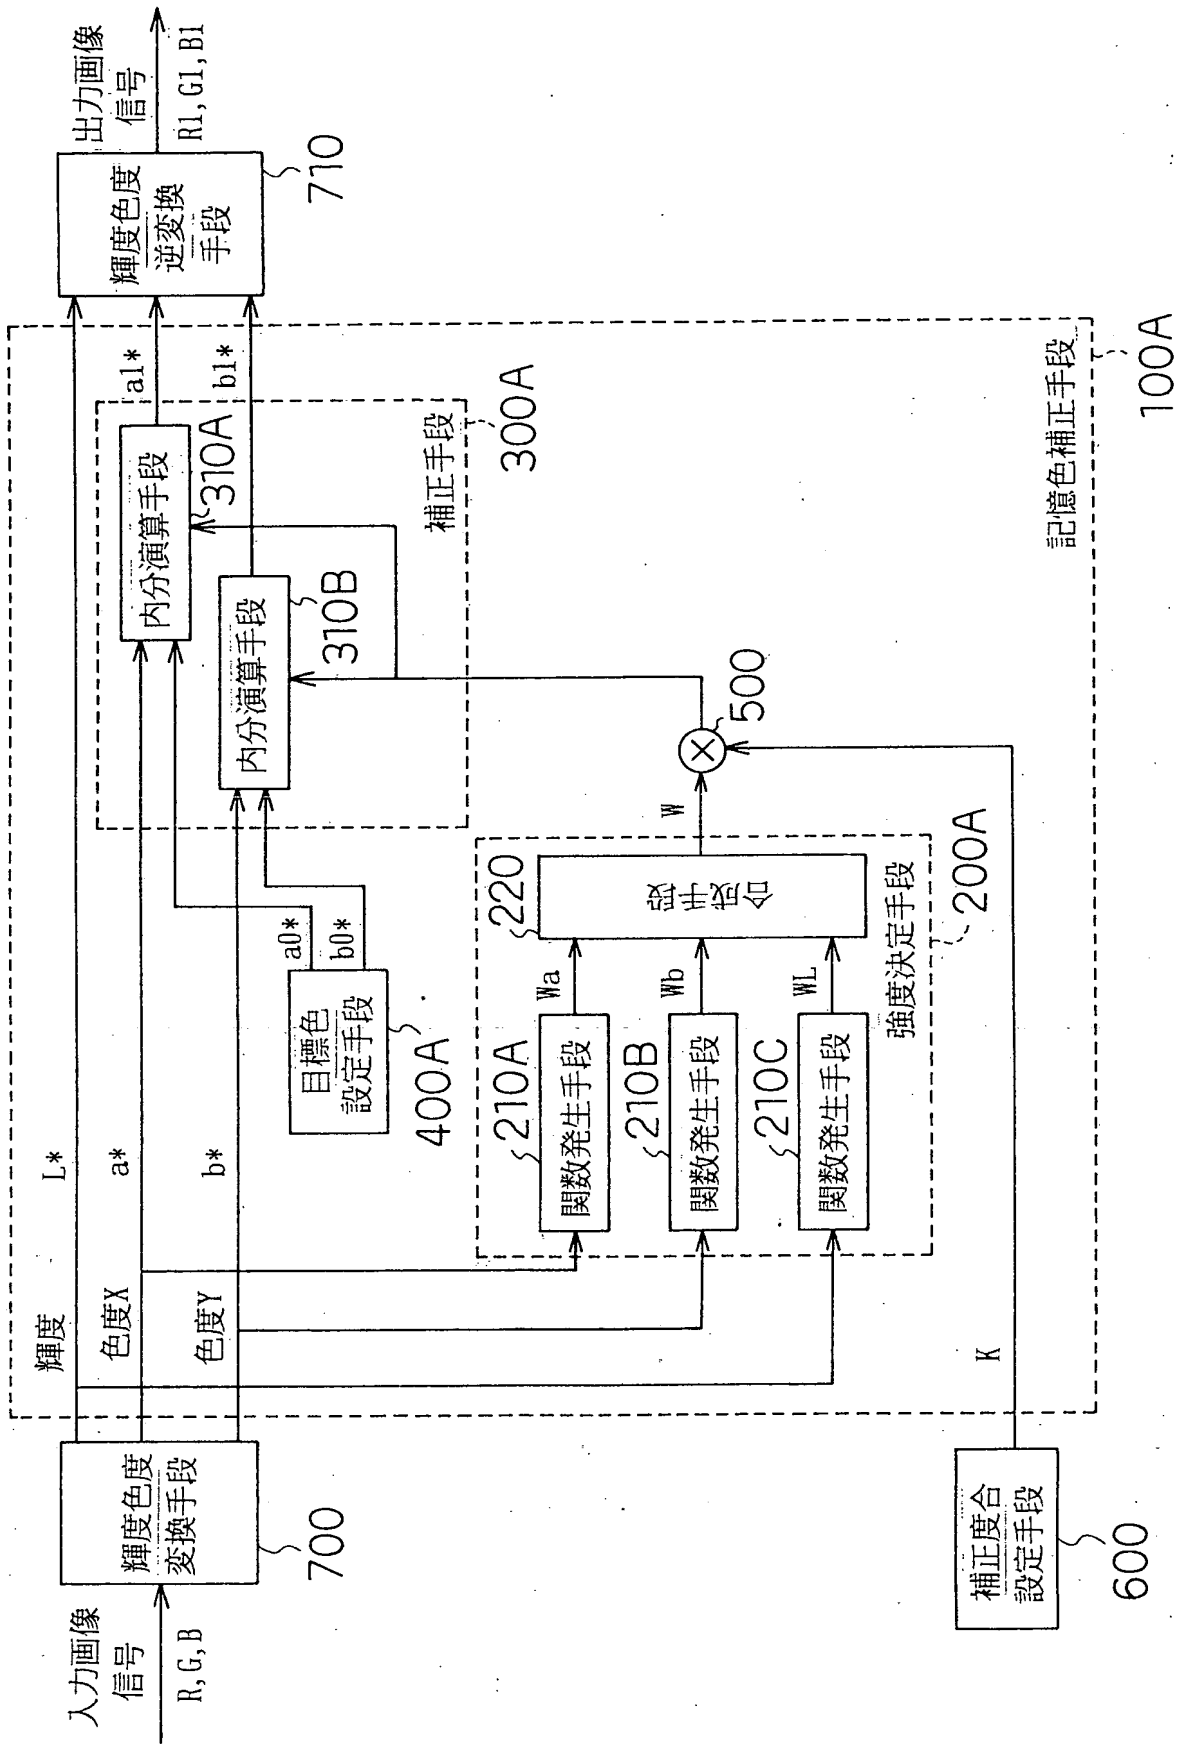 入力画像
信号
R,G,B
輝度色度
変換手段
700
輝度
L*
色度X
a*
色度Y
b*
目標色
設定手段
400A
a0*
b0*
内分演算手段
310A
内分演算手段
310B
補正手段
300A
a1*
b1*
輝度色度
逆変換
手段
710
出力画像
信号
R1,G1,B1
関数発生手段
210A
Wa
関数発生手段
210B
Wb
関数発生手段
210C
WL
合成手段
220
強度決定手段
200A
W
500
K
補正度合
設定手段
600
記憶色補正手段
100A